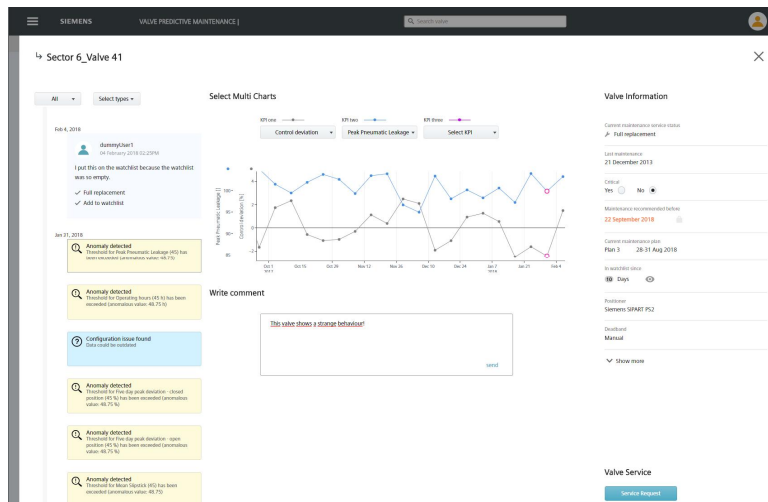 SIEMENS
VALVE PREDICTIVE MAINTENANCE |
Search valve
Sector 6_Valve 41
All
Select types
Feb 4, 2018
dummyUser1
04 February 2018 02:25PM
I put this on the watchlist because the watchlist
was so empty.
Full replacement
Add to watchlist
Jan 31, 2018
Anomaly detected
Threshold for Peak Pneumatic Leakage (45) has
been exceeded (anomalous value: 48.75)
Anomaly detected
Threshold for Operating hours (45 h) has been
exceeded (anomalous value: 48.75 h)
Configuration issue found
Data could be outdated
Anomaly detected
Threshold for Five day peak deviation - closed
position (45 %) has been exceeded (anomalous
value: 48.75 %)
Anomaly detected
Threshold for Five day peak deviation - open
position (45 %) has been exceeded (anomalous
value: 48.75 %)
Anomaly detected
Threshold for Mean Slipstick (45) has been
exceeded (anomalous value: 48.75)
Select Multi Charts
KPI one
KPI two
KPI three
Control deviation
Peak Pneumatic Leakage
Select KPI
Peak Pneumatic Leakage []
Control deviation [%]
100
90
85
4
2
0
-2
Oct 1
2017
Oct 15
Oct 29
Nov 12
Nov 26
Dec 10
Dec 24
Jan 7
2018
Jan 21
Feb 4
Write comment
This valve shows a strange behaviour!
send
Valve Information
Current maintenance service status
Full replacement
Last maintenance
21 December 2013
Critical
Yes
No
Maintenance recommended before
22 September 2018
Current maintenance plan
Plan 3 28-31 Aug 2018
In watchlist since
10 Days
Positioner
Siemens SIPART PS2
Deadband
Manual
Show more
Valve Service
Service Request